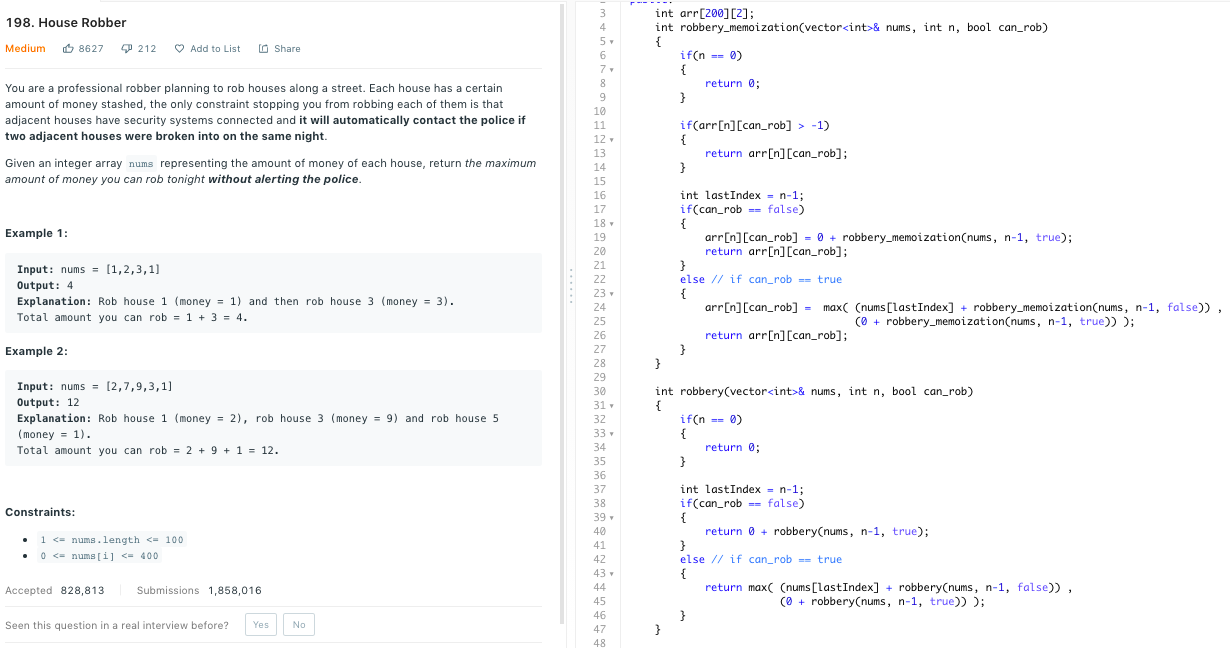 198. House Robber
Medium 8627 212 Add to List Share
You are a professional robber planning to rob houses along a street. Each house has a certain
amount of money stashed, the only constraint stopping you from robbing each of them is that
adjacent houses have security systems connected and it will automatically contact the police if
two adjacent houses were broken into on the same night.
Given an integer array nums representing the amount of money of each house, return the maximum
amount of money you can rob tonight without alerting the police.
Example 1:
Input: nums = [1,2,3,1]
Output: 4
Explanation: Rob house 1 (money = 1) and then rob house 3 (money = 3).
Total amount you can rob = 1 + 3 = 4.
Example 2:
Input: nums = [2,7,9,3,1]
Output: 12
Explanation: Rob house 1 (money = 2), rob house 3 (money = 9) and rob house 5
(money = 1).
Total amount you can rob = 2 + 9 + 1 = 12.
Constraints:
• 1 <= nums.length <= 100
• 0 <= nums[i] <= 400
Accepted 828,813 Submissions 1,858,016
Seen this question in a real interview before? Yes No
3 int arr[200][2];
4 int robbery_memoization(vector<int>& nums, int n, bool can_rob)
5 {
6 if(n == 0)
7 {
8 return 0;
9 }
10
11 if(arr[n][can_rob] > -1)
12 {
13 return arr[n][can_rob];
14 }
15
16 int lastIndex = n-1;
17 if(can_rob == false)
18 {
19 arr[n][can_rob] = 0 + robbery_memoization(nums, n-1, true);
20 return arr[n][can_rob];
21 }
22 else // if can_rob == true
23 {
24 arr[n][can_rob] = max( (nums[lastIndex] + robbery_memoization(nums, n-1, false)) ,
25 (0 + robbery_memoization(nums, n-1, true)) );
26 return arr[n][can_rob];
27 }
28 }
29
30 int robbery(vector<int>& nums, int n, bool can_rob)
31 {
32 if(n == 0)
33 {
34 return 0;
35 }
36
37 int lastIndex = n-1;
38 if(can_rob == false)
39 {
40 return 0 + robbery(nums, n-1, true);
41 }
42 else // if can_rob == true
43 {
44 return max( (nums[lastIndex] + robbery(nums, n-1, false)) ,
45 (0 + robbery(nums, n-1, true)) );
46 }
47 }
48